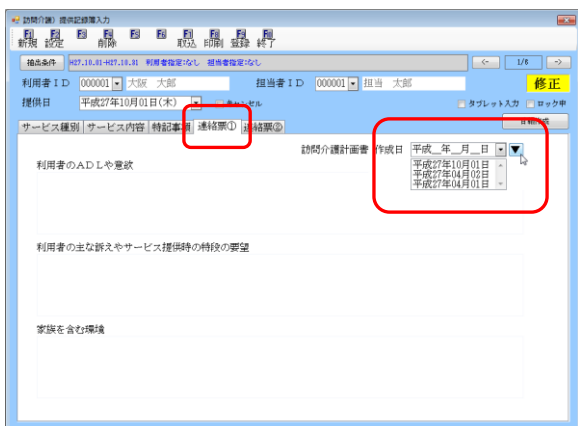 訪問介護）提供記録簿入力
F1 F2 F3 F4 F5 F6 F7 F8 F9 F10
新規 設定 削除 取込 印刷 登録 終了
抽出条件 H27.10.01-H27.10.31 利用者指定:なし 担当者指定:なし <- 1/6 ->
利用者ＩＤ 000001 大阪 太郎 担当者ＩＤ 000001 担当 太郎 修正
提供日 平成27年10月01日(木) キャンセル タブレット入力 ロック中
サービス種別 サービス内容 特記事項 連絡票① 連絡票②
訪問介護計画書 作成日 平成__年__月__日 ▼
平成27年10月01日
平成27年04月02日
平成27年04月01日
利用者のＡＤＬや意欲
利用者の主な訴えやサービス提供時の特段の要望
家族を含む環境